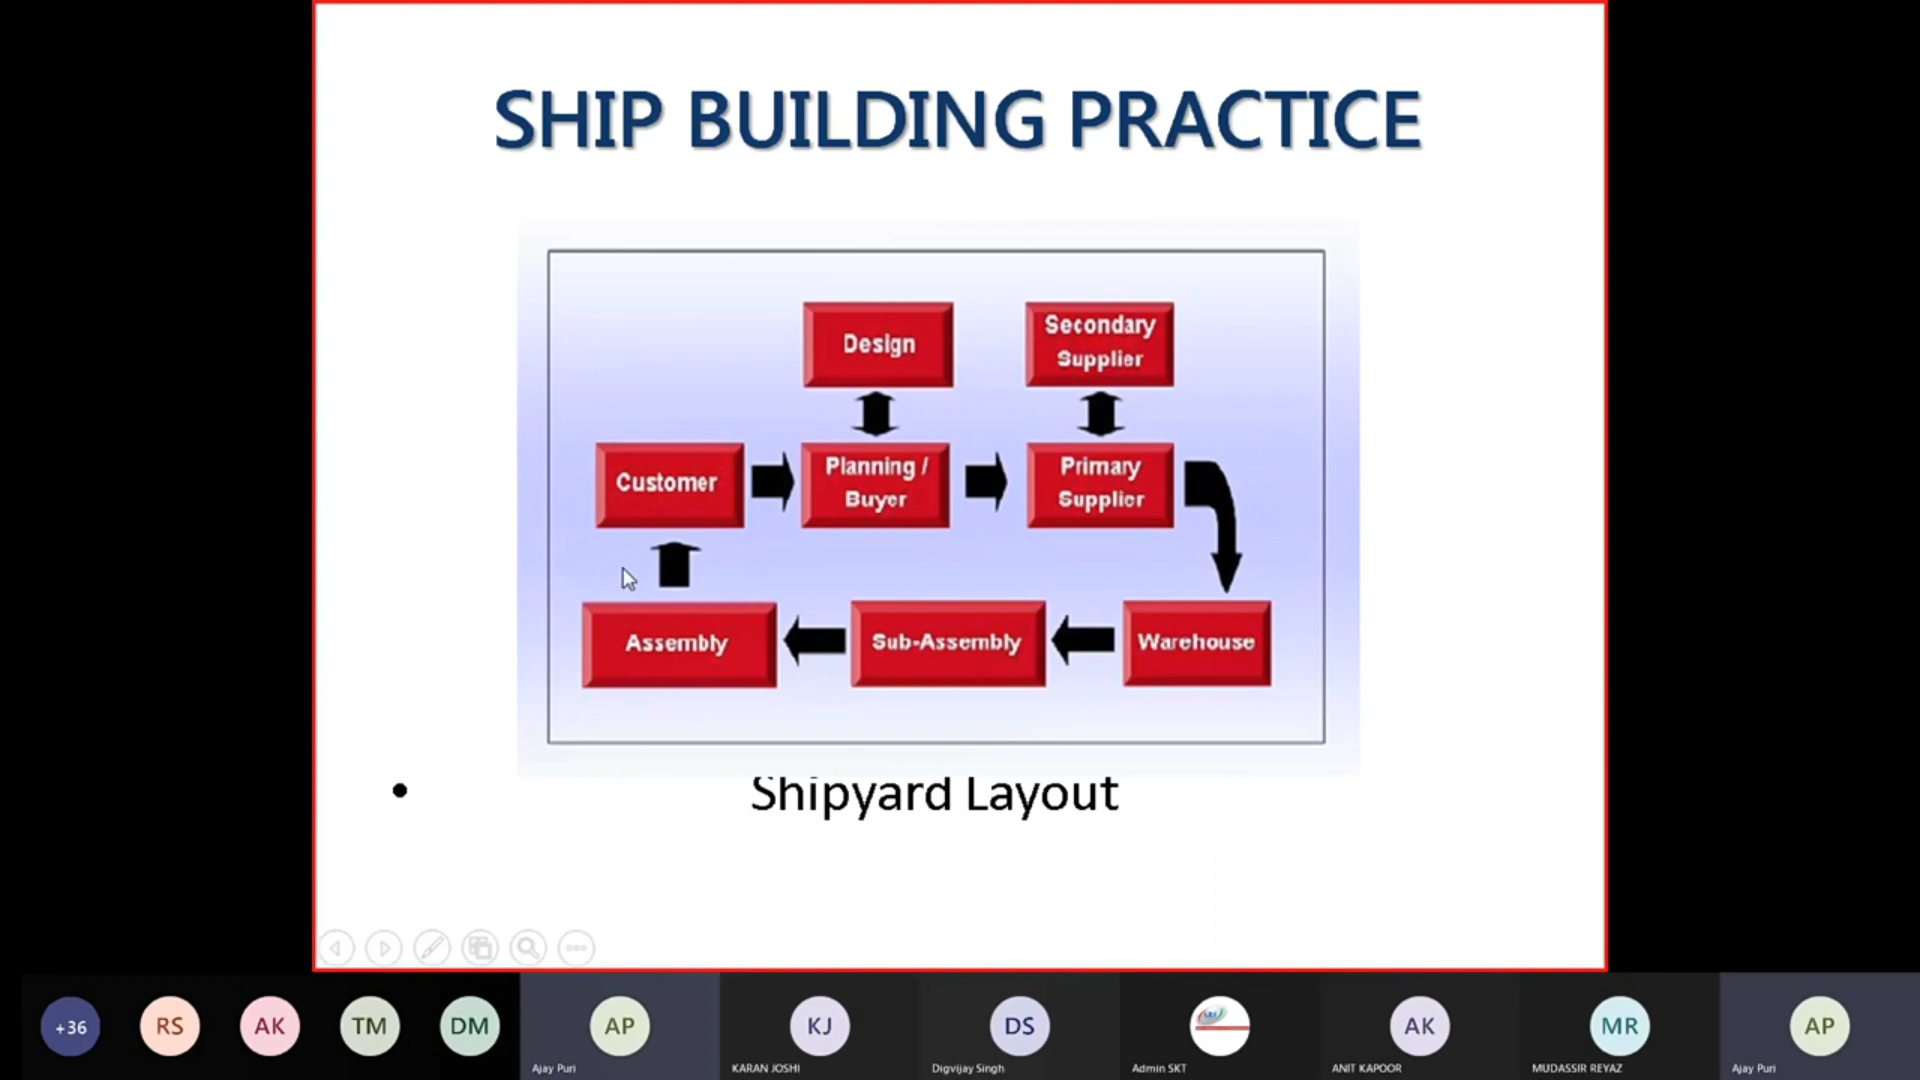 SHIP BUILDING PRACTICE
Design
Secondary
Supplier
Customer
Planning /
Buyer
Primary
Supplier
Assembly
Sub-Assembly
Warehouse
• Shipyard Layout
+36
RS
AK
TM
DM
AP
KJ
DS
AK
MR
AP
Ajay Puri
KARAN JOSHI
Digvijay Singh
Admin SKT
ANIT KAPOOR
MUDASSIR REYAZ
Ajay Puri